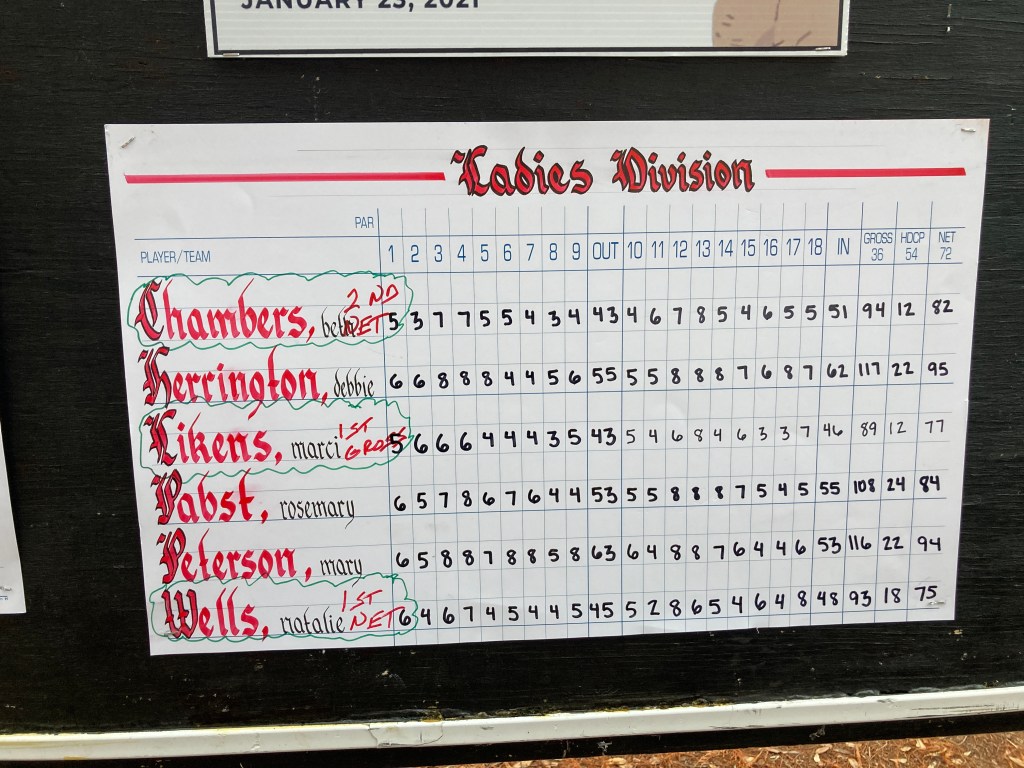 JANUARY 23, 2021
Ladies Division
PAR
PLAYER/TEAM 1 2 3 4 5 6 7 8 9 OUT 10 11 12 13 14 15 16 17 18 IN GROSS 36 HDCP 54 NET 72
Chambers, beth 2ND NET 5 3 7 7 5 5 4 3 4 43 4 6 7 8 5 4 6 5 5 51 94 12 82
Herrington, debbie 6 6 8 8 8 4 4 5 6 55 5 5 8 8 8 7 6 8 7 62 117 22 95
Likens, marci 1ST GROSS 5 6 6 6 4 4 4 3 5 43 5 4 6 8 4 6 3 3 7 46 89 12 77
Pabst, rosemary 6 5 7 8 6 7 6 4 4 53 5 5 8 8 8 7 5 4 5 55 108 24 84
Peterson, mary 6 5 8 8 7 8 8 5 8 63 6 4 8 8 7 6 4 4 6 53 116 22 94
Wells, natalie 1ST NET 6 4 6 7 4 5 4 4 5 45 5 2 8 6 5 4 6 4 8 48 93 18 75